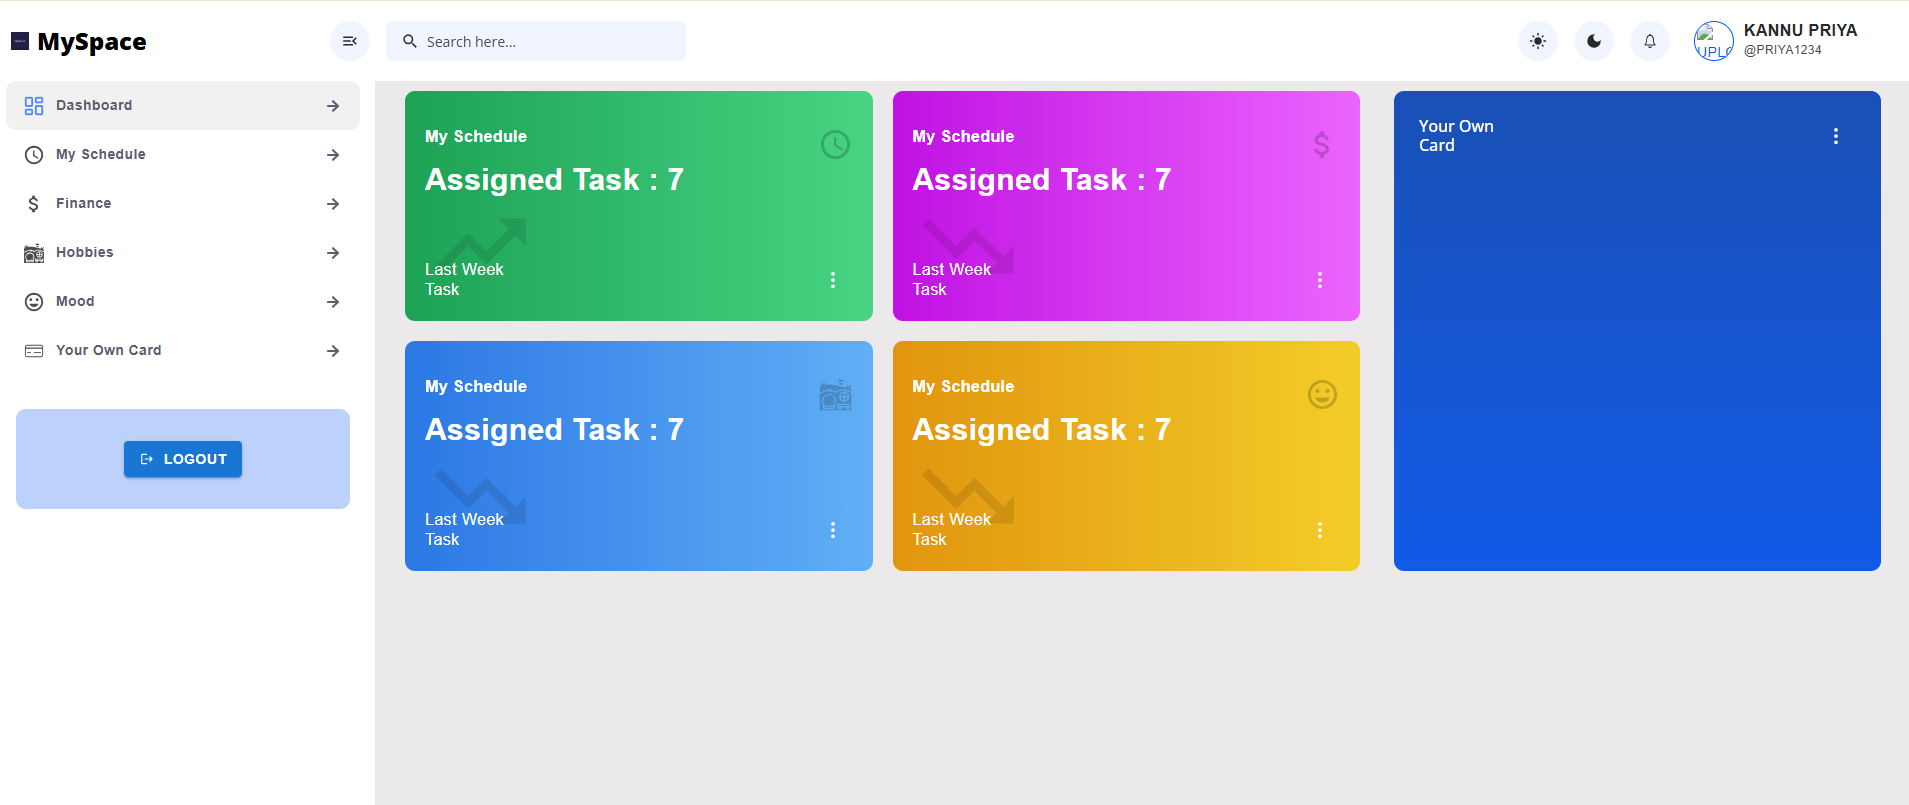 MySpace
Search here...
KANNU PRIYA
@PRIYA1234
Dashboard
My Schedule
Finance
Hobbies
Mood
Your Own Card
LOGOUT
My Schedule
Assigned Task : 7
Last Week
Task
My Schedule
Assigned Task : 7
Last Week
Task
Your Own
Card
My Schedule
Assigned Task : 7
Last Week
Task
My Schedule
Assigned Task : 7
Last Week
Task